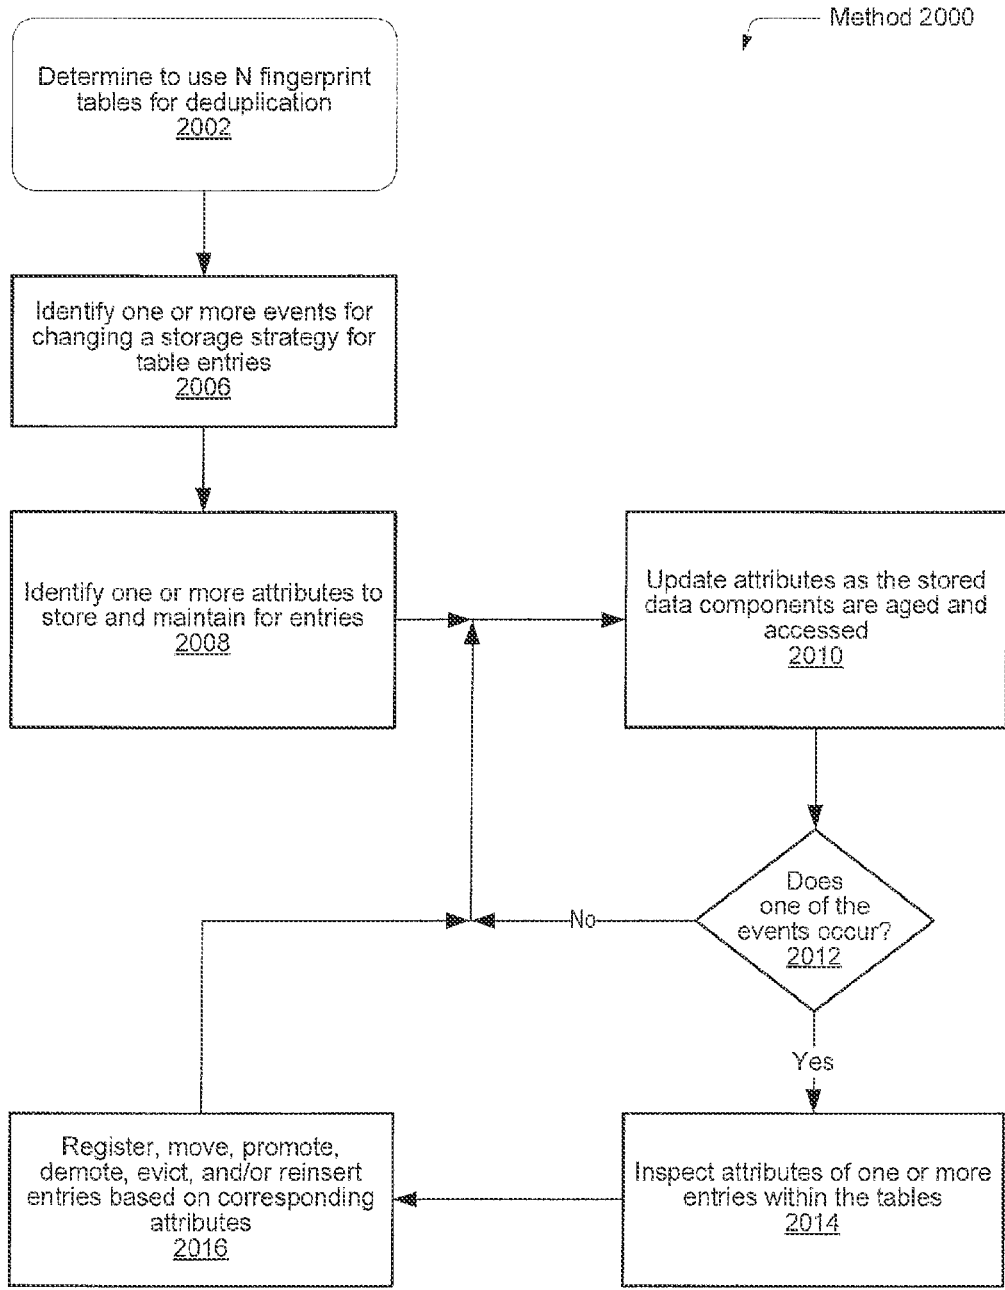 Method 2000
Determine to use N fingerprint
tables for deduplication
2002
Identify one or more events for
changing a storage strategy for
table entries
2006
Identify one or more attributes to
store and maintain for entries
2008
Update attributes as the stored
data components are aged and
accessed
2010
Does
one of the
events occur?
2012
No
Yes
Inspect attributes of one or more
entries within the tables
2014
Register, move, promote,
demote, evict, and/or reinsert
entries based on corresponding
attributes
2016